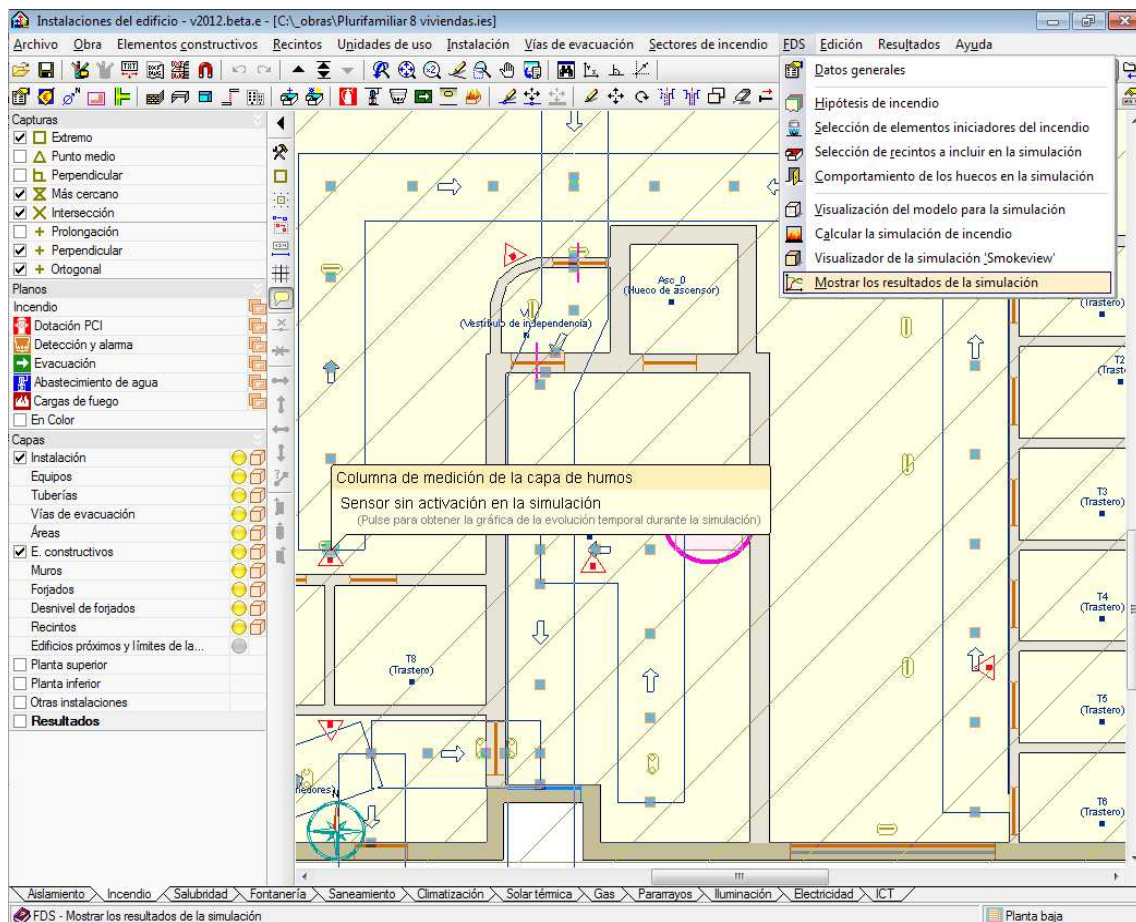 Instalaciones del edificio - v2012.beta.e - [C:\_obras\Plurifamiliar 8 viviendas.ies]
Archivo Obra Elementos constructivos Recintos Unidades de uso Instalación Vías de evacuación Sectores de incendio FDS Edición Resultados Ayuda
Datos generales
Hipótesis de incendio
Selección de elementos iniciadores del incendio
Selección de recintos a incluir en la simulación
Comportamiento de los huecos en la simulación
Visualización del modelo para la simulación
Calcular la simulación de incendio
Visualizador de la simulación 'Smokeview'
Mostrar los resultados de la simulación
Capturas
Extremo
Punto medio
Perpendicular
Más cercano
Intersección
Prolongación
Perpendicular
Ortogonal
Planos
Incendio
Dotación PCI
Detección y alarma
Evacuación
Abastecimiento de agua
Cargas de fuego
En Color
Capas
Instalación
Equipos
Tuberías
Vías de evacuación
Áreas
E. constructivos
Muros
Forjados
Desnivel de forjados
Recintos
Edificios próximos y límites de la...
Planta superior
Planta inferior
Otras instalaciones
Resultados
Asc_0
(Hueco de ascensor)
(Vestíbulo de independencia)
(Trastero)
T2
(Trast
T3
(Trastero)
T4
(Trastero)
T5
(Trastero)
T6
(Trastero)
T8
(Trastero)
Columna de medición de la capa de humos
Sensor sin activación en la simulación
(Pulse para obtener la gráfica de la evolución temporal durante la simulación)
nedores)
N
Aislamiento Incendio Salubridad Fontanería Saneamiento Climatización Solar térmica Gas Pararrayos Iluminación Electricidad ICT
FDS - Mostrar los resultados de la simulación
Planta baja